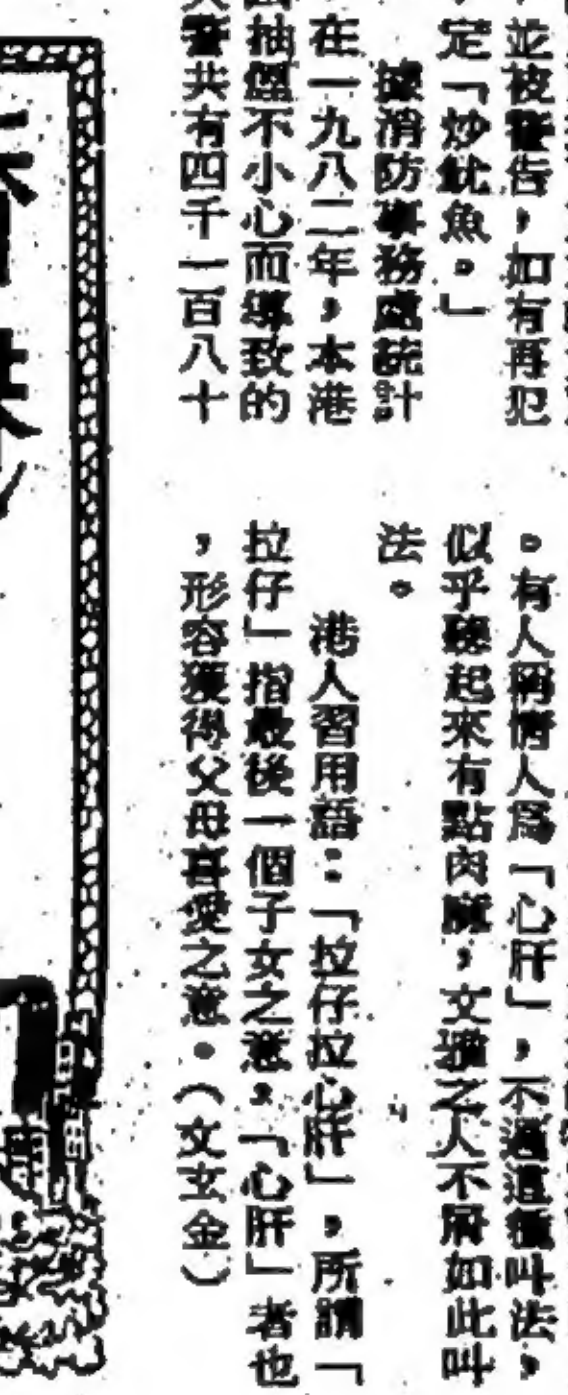 ，並被警告，如有再犯
定「炒魷魚。」
據消防事務處統計
在一九八二年，本港
抽煙不小心而導致的
警共有四千一百八十
。有人稱情人為「心肝」，不過這種叫法，
似乎聽起來有點肉麻，文雅之人不屑如此叫
法。
港人習用語：「拉仔拉心肝」，所謂「
拉仔」指最後一個子女之意，「心肝」者也
，形容獲得父母喜愛之意。（文玄金）